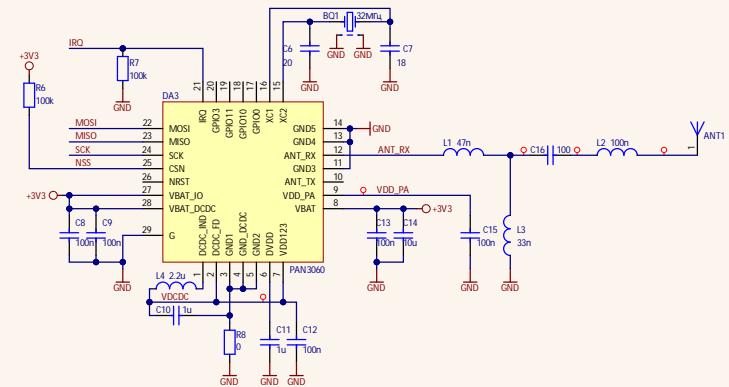 BQ1 32МГц
IRQ
C6 C7
+3V3 R7 GND GND
100k 20 18
R6 GND GND
100k GND DA3
21 20 19 18 17 16 15
IRQ GPIO3 GPIO11 GPIO10 GPIO0 XC1 XC2
MOSI 22 MOSI GND5 14 GND
MISO 23 MISO GND4 13
SCK 24 SCK ANT_RX 12 ANT_RX L1 47n C16 100 L2 100n 1 ANT1
NSS 25 CSN GND3 11
26 NRST ANT_TX 10
+3V3 27 VBAT_IO VDD_PA 9 VDD_PA
28 VBAT_DCDC VBAT 8 +3V3
C8 C9 C13 C14 C15 L3
100n 100n 29 G 100n 10u 100n 33n
DCDC_IND DCDC_FD GND1 GND_DCDC GND2 DVDD VDD123
PAN3060
1 2 3 4 5 6 7
L4 2.2u
GND GND GND GND
VDCDC
C10 1u
R8 C11 C12
0 1u 100n
GND GND GND